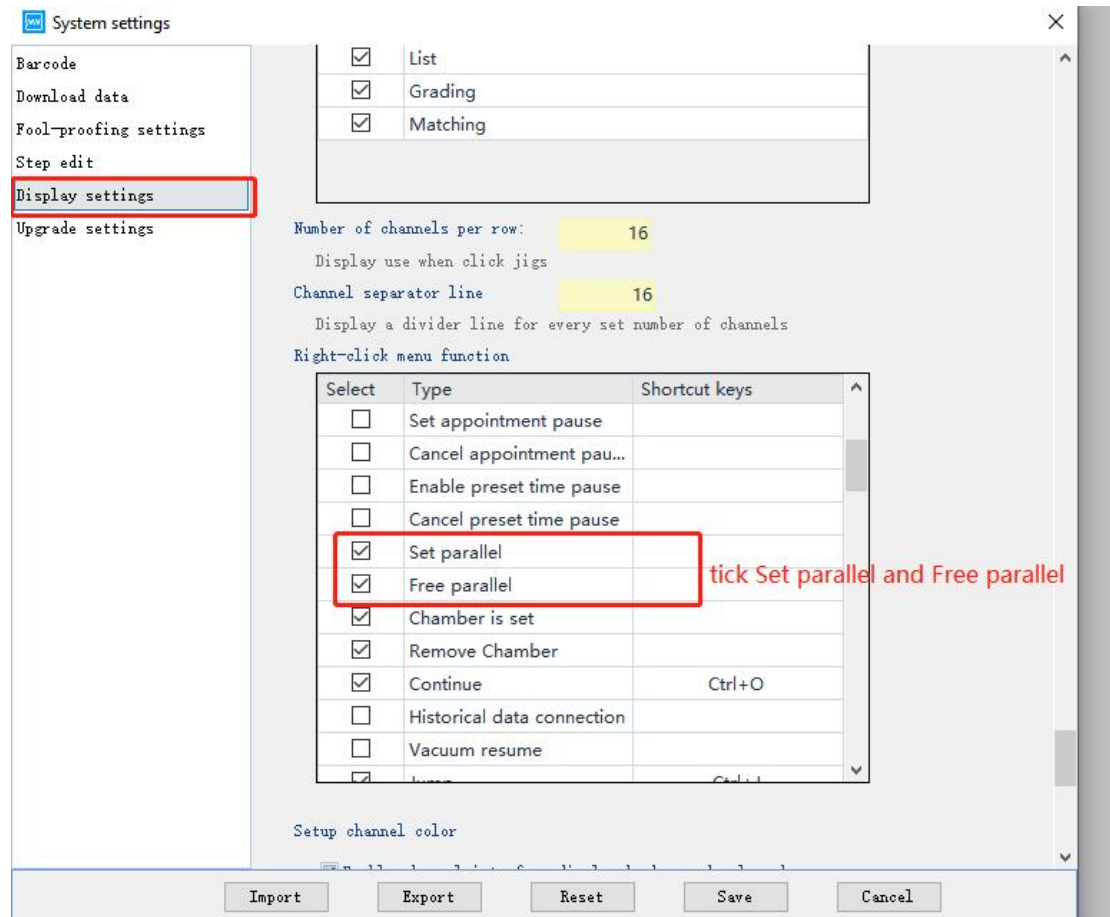 System settings
Barcode
Download data
Fool-proofing settings
Step edit
Display settings
Upgrade settings
List
Grading
Matching
Number of channels per row: 16
Display use when click jigs
Channel separator line 16
Display a divider line for every set number of channels
Right-click menu function
Select Type Shortcut keys
Set appointment pause
Cancel appointment pau...
Enable preset time pause
Cancel preset time pause
Set parallel
Free parallel
tick Set parallel and Free parallel
Chamber is set
Remove Chamber
Continue Ctrl+O
Historical data connection
Vacuum resume
Setup channel color
Import Export Reset Save Cancel